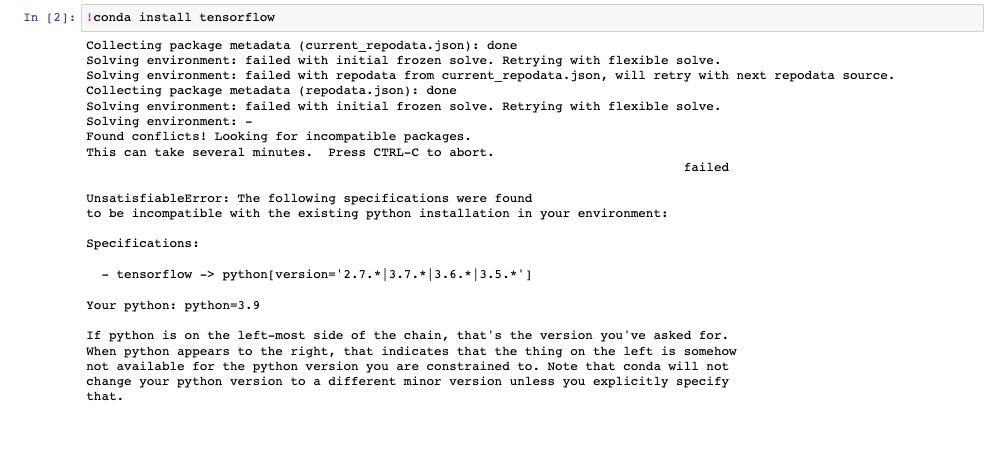 In [2]: !conda install tensorflow
Collecting package metadata (current_repodata.json): done
Solving environment: failed with initial frozen solve. Retrying with flexible solve.
Solving environment: failed with repodata from current_repodata.json, will retry with next repodata source.
Collecting package metadata (repodata.json): done
Solving environment: failed with initial frozen solve. Retrying with flexible solve.
Solving environment: -
Found conflicts! Looking for incompatible packages.
This can take several minutes.  Press CTRL-C to abort.
failed
UnsatisfiableError: The following specifications were found
to be incompatible with the existing python installation in your environment:
Specifications:
- tensorflow -> python[version='2.7.*|3.7.*|3.6.*|3.5.*']
Your python: python=3.9
If python is on the left-most side of the chain, that's the version you've asked for.
When python appears to the right, that indicates that the thing on the left is somehow
not available for the python version you are constrained to. Note that conda will not
change your python version to a different minor version unless you explicitly specify
that.